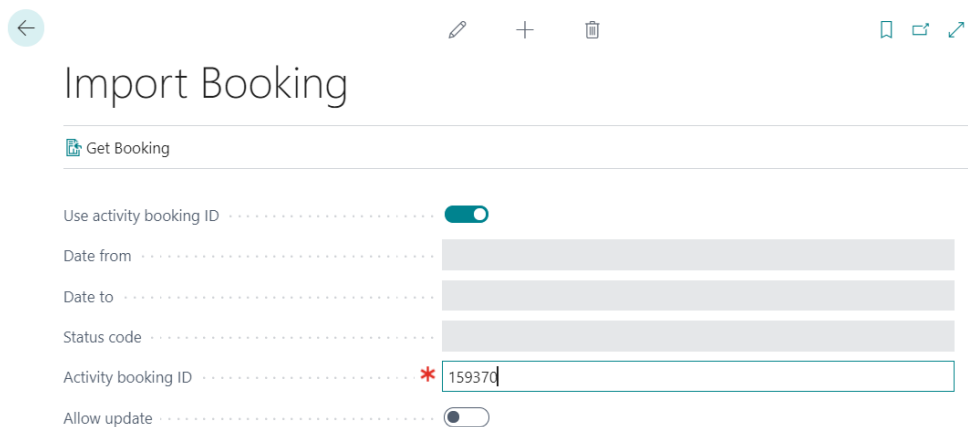 Import Booking
Get Booking
Use activity booking ID
Date from
Date to
Status code
Activity booking ID * 159370
Allow update